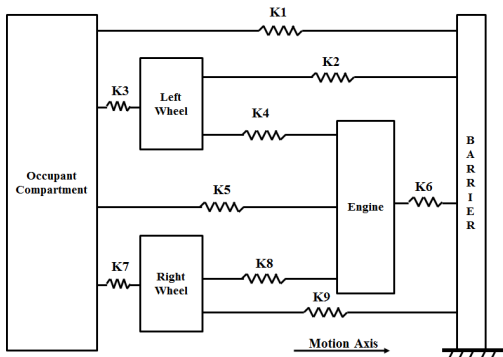 K1
K2
K3
Left
Wheel
K4
B
A
R
R
I
E
R
Occupant
Compartment
K5
Engine
K6
K7
Right
Wheel
K8
K9
Motion Axis